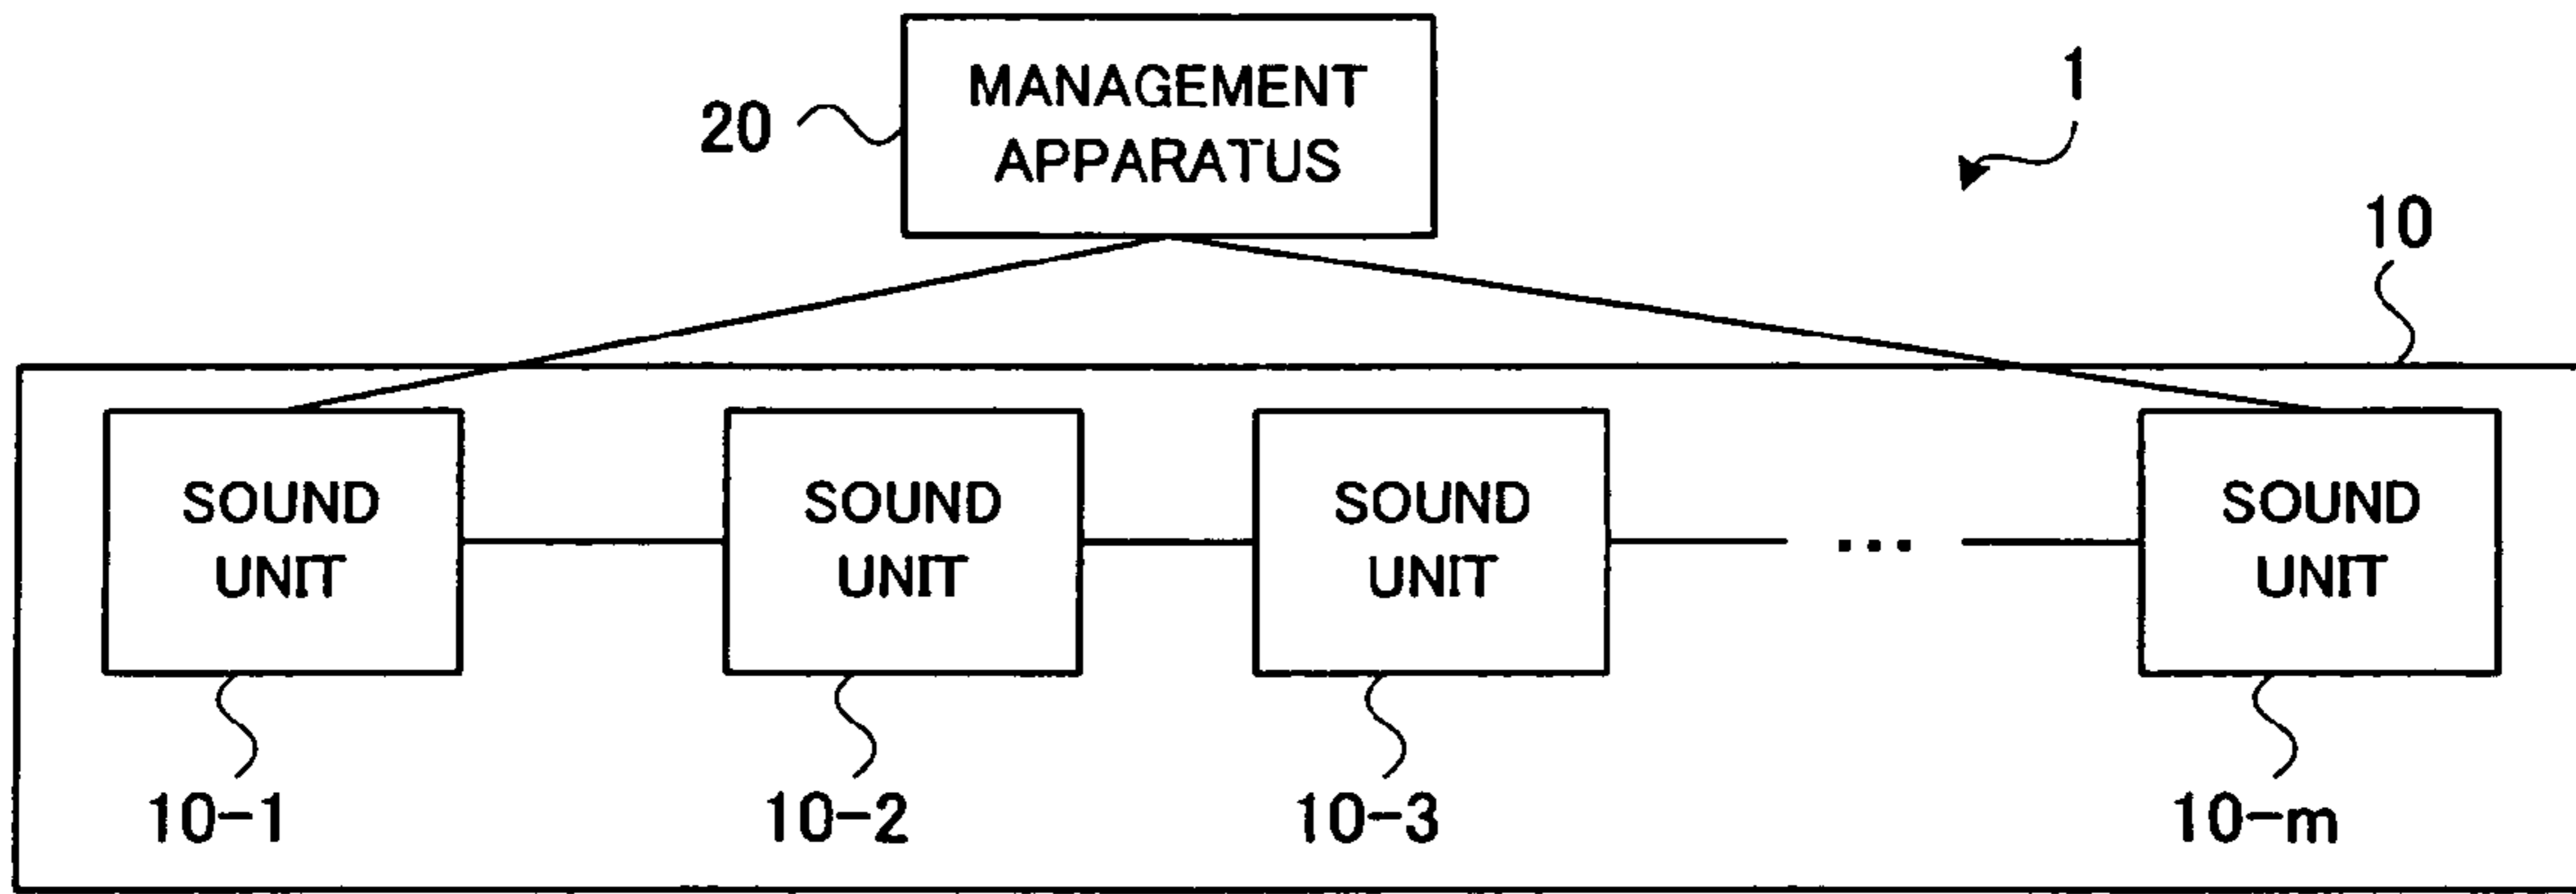 MANAGEMENT
APPARATUS
20
1
10
SOUND
UNIT
SOUND
UNIT
SOUND
UNIT
...
SOUND
UNIT
10-1
10-2
10-3
10-m